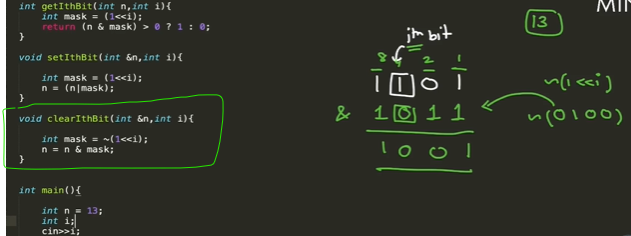 int getIthBit(int n,int i){
int mask = (1<<i);
return (n & mask) > 0 ? 1 : 0;
}
void setIthBit(int &n,int i){
int mask = (1<<i);
n = (n|mask);
}
void clearIthBit(int &n,int i){
int mask = ~(1<<i);
n = n & mask;
}
int main(){
int n = 13;
int i;
cin>>i;
13
ith bit
8 4 2 1
1 1 0 1
& 1 0 1 1
1 0 0 1
~(1<<i)
~(0100)